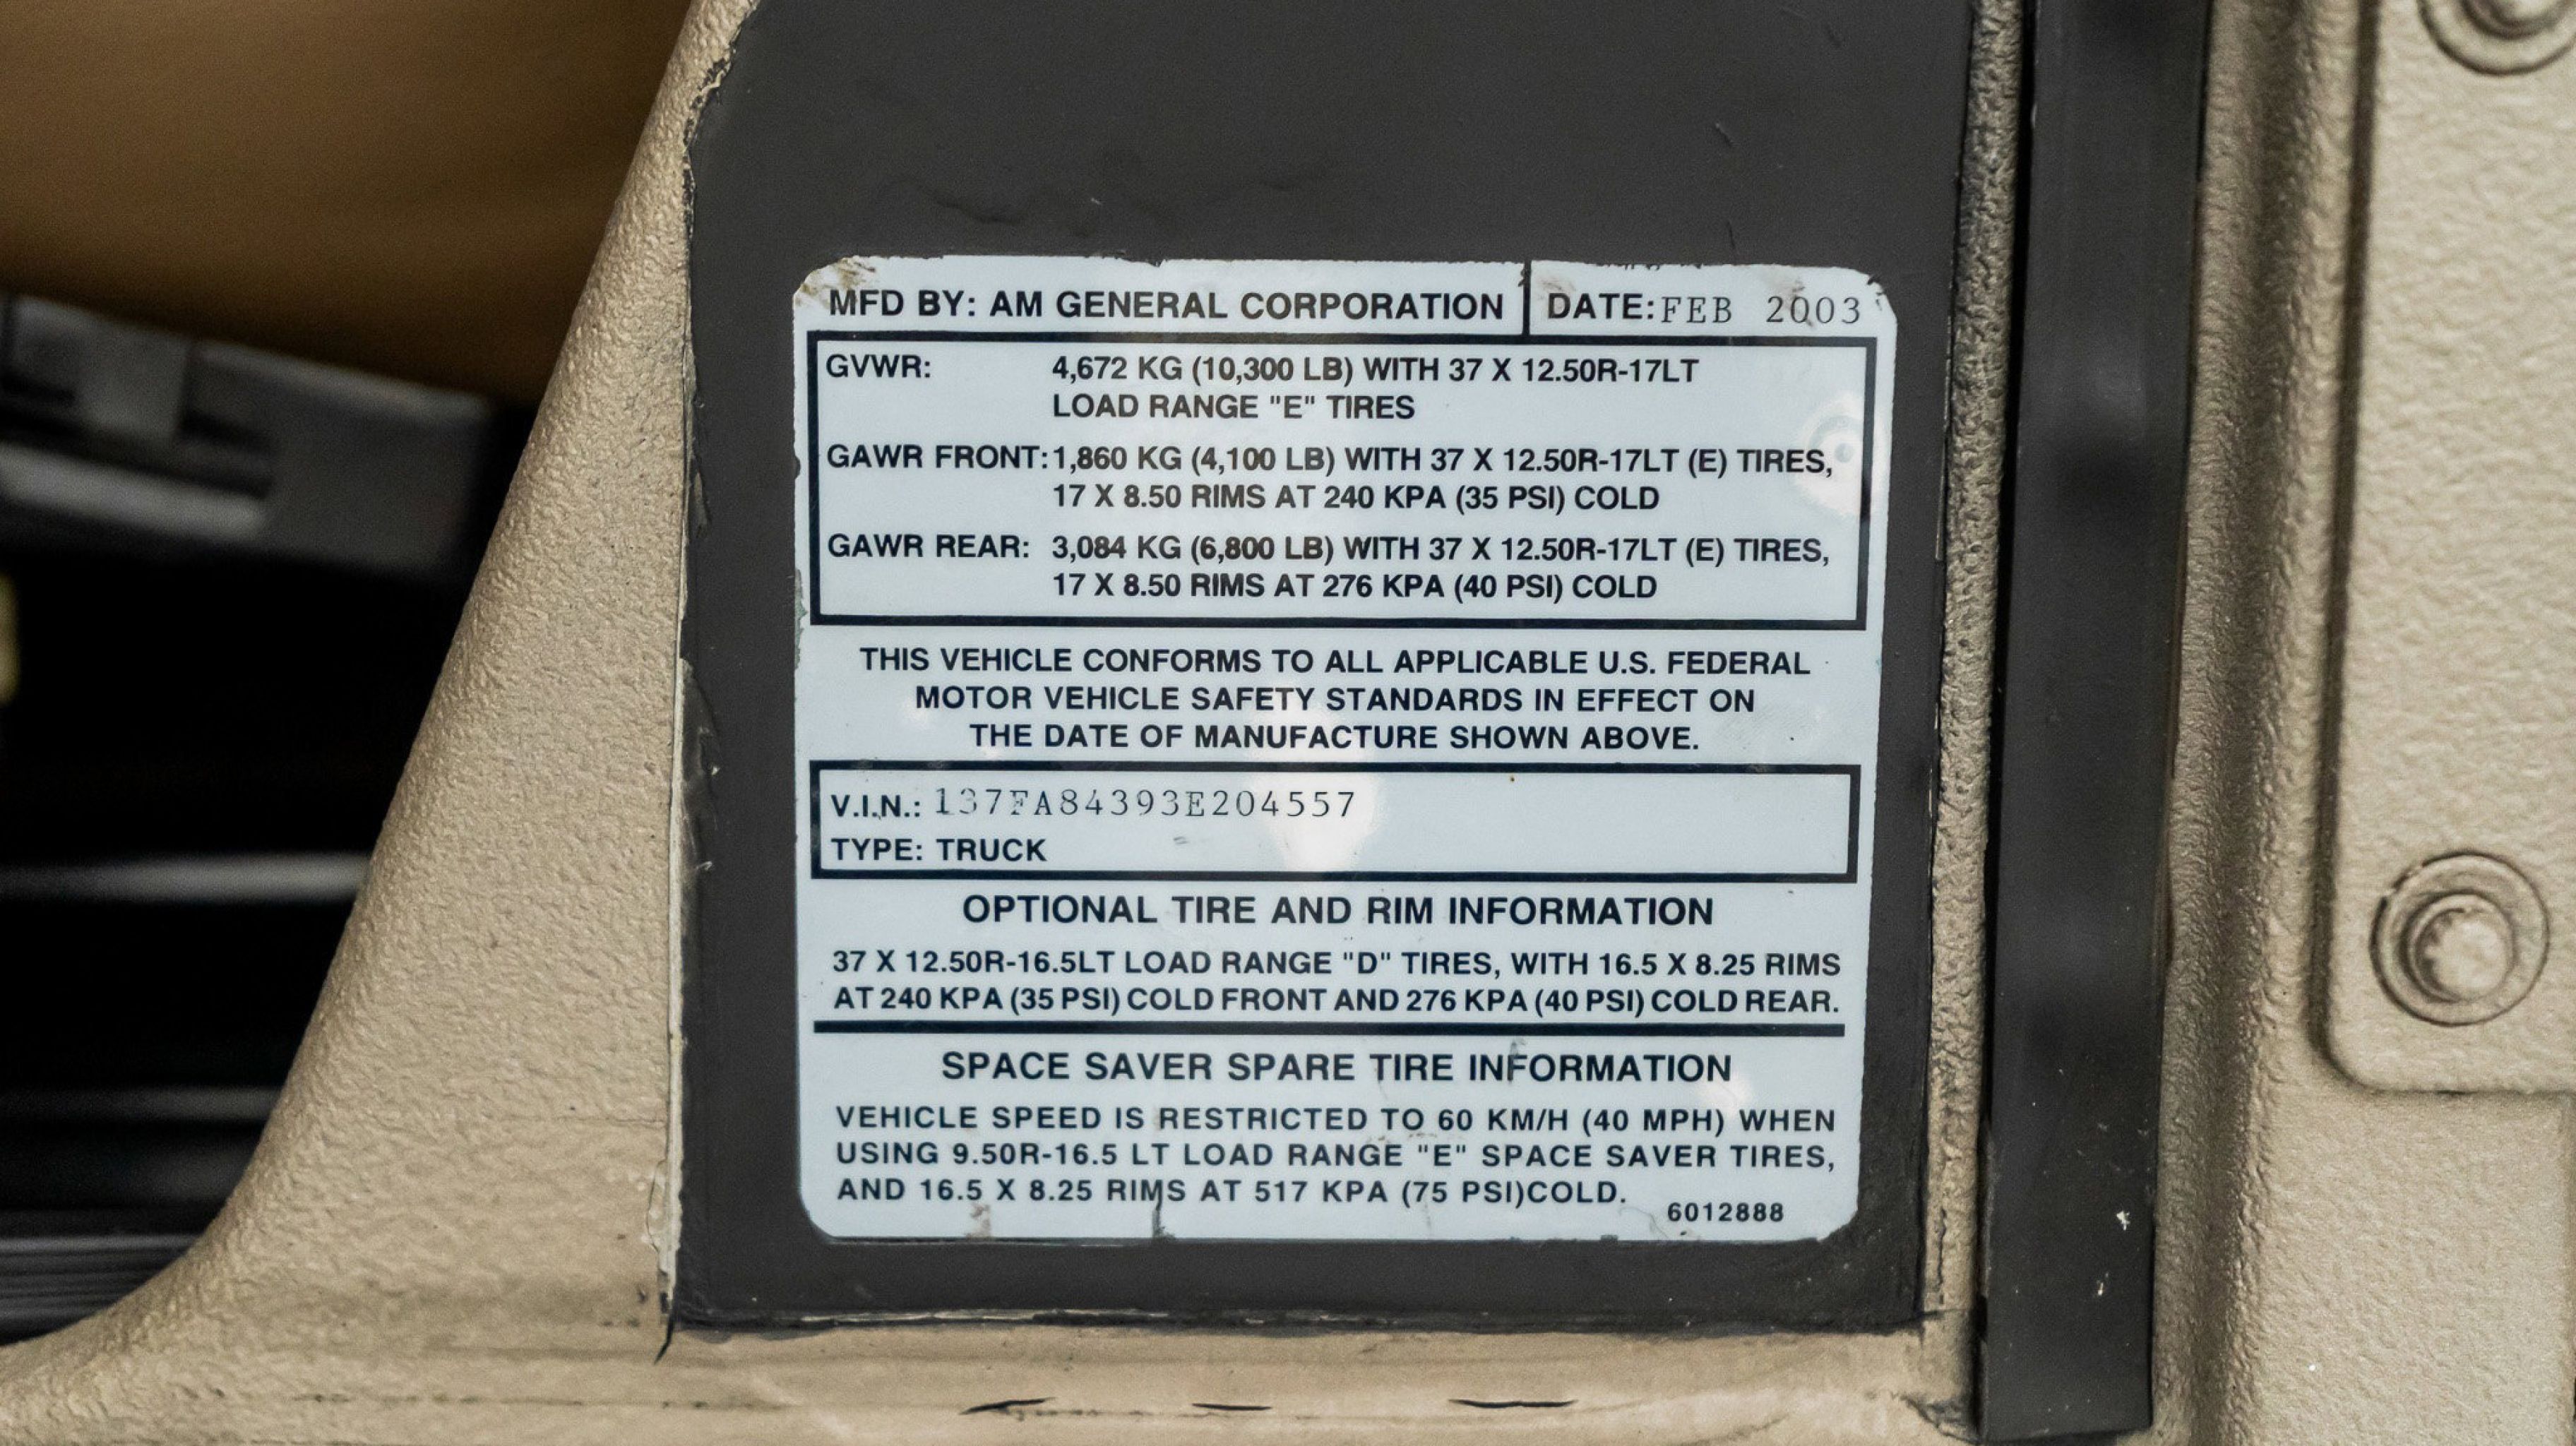 MFD BY: AM GENERAL CORPORATION DATE: FEB 2003
GVWR: 4,672 KG (10,300 LB) WITH 37 X 12.50R-17LT
LOAD RANGE "E" TIRES
GAWR FRONT: 1,860 KG (4,100 LB) WITH 37 X 12.50R-17LT (E) TIRES,
17 X 8.50 RIMS AT 240 KPA (35 PSI) COLD
GAWR REAR: 3,084 KG (6,800 LB) WITH 37 X 12.50R-17LT (E) TIRES,
17 X 8.50 RIMS AT 276 KPA (40 PSI) COLD
THIS VEHICLE CONFORMS TO ALL APPLICABLE U.S. FEDERAL
MOTOR VEHICLE SAFETY STANDARDS IN EFFECT ON
THE DATE OF MANUFACTURE SHOWN ABOVE.
V.I.N.: 137FA84393E204557
TYPE: TRUCK
OPTIONAL TIRE AND RIM INFORMATION
37 X 12.50R-16.5LT LOAD RANGE "D" TIRES, WITH 16.5 X 8.25 RIMS
AT 240 KPA (35 PSI) COLD FRONT AND 276 KPA (40 PSI) COLD REAR.
SPACE SAVER SPARE TIRE INFORMATION
VEHICLE SPEED IS RESTRICTED TO 60 KM/H (40 MPH) WHEN
USING 9.50R-16.5 LT LOAD RANGE "E" SPACE SAVER TIRES,
AND 16.5 X 8.25 RIMS AT 517 KPA (75 PSI)COLD.
6012888